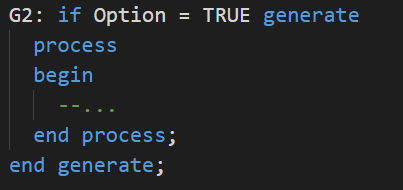 G2: if Option = TRUE generate
  process
  begin
    --...
  end process;
end generate;